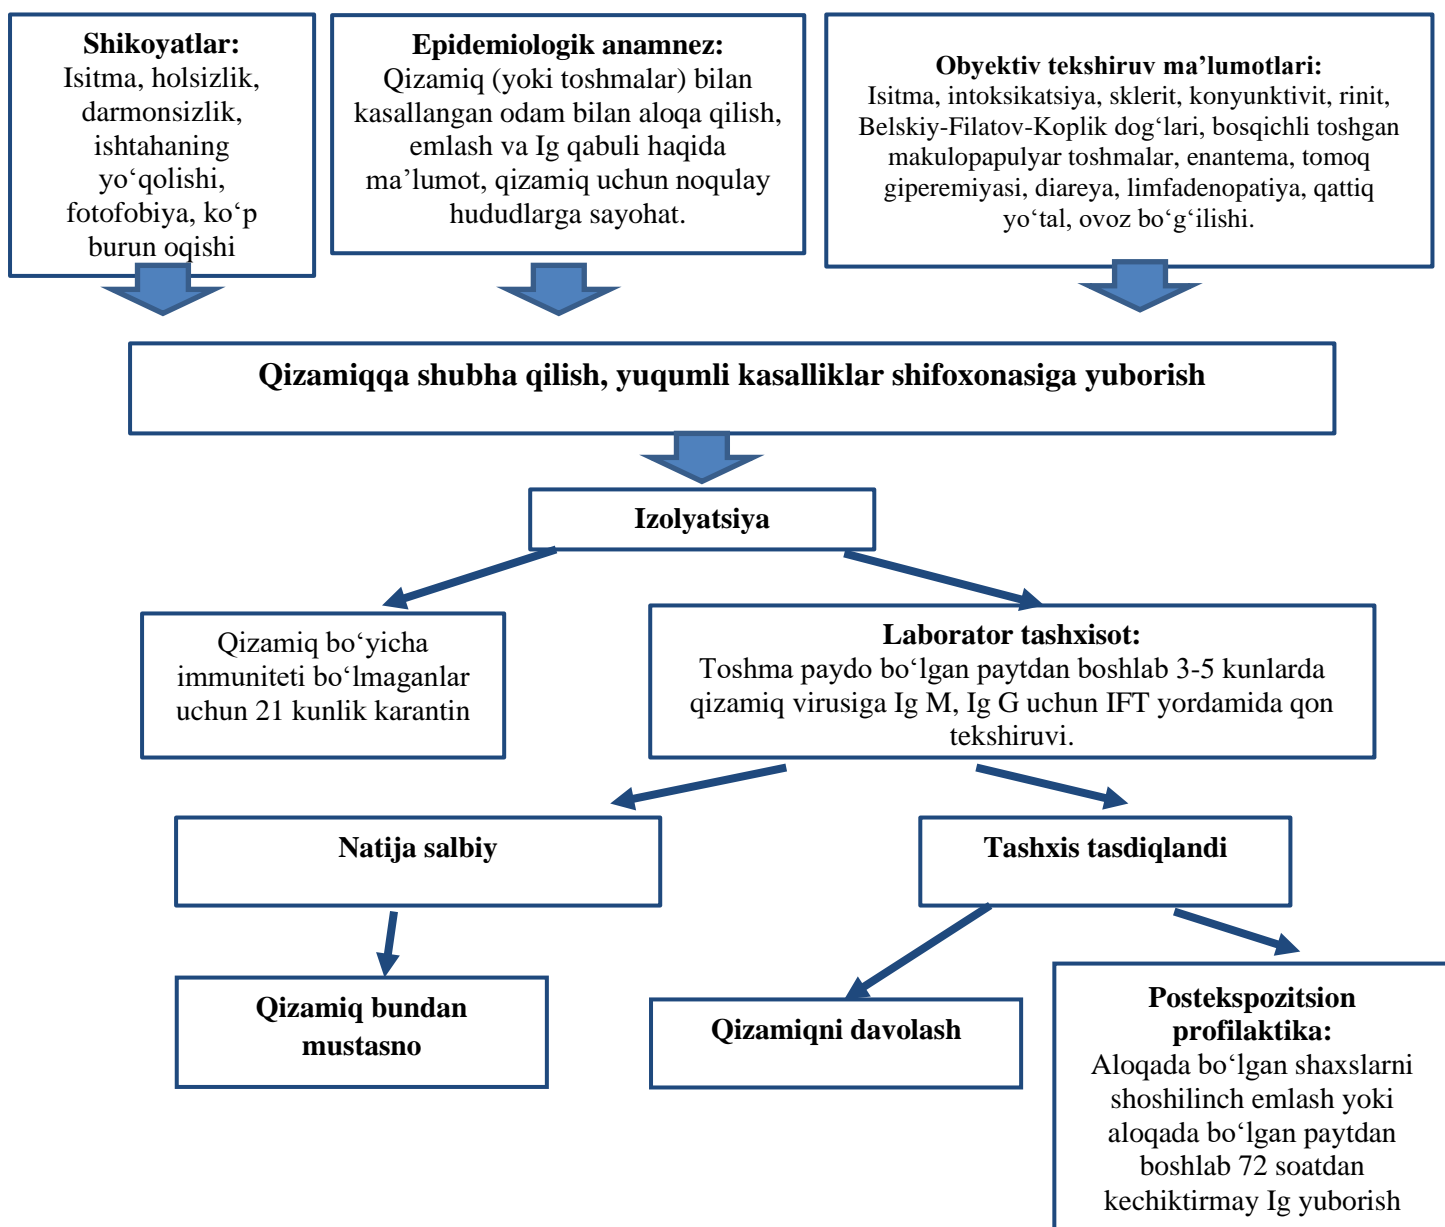 Shikoyatlar:
Isitma, holsizlik,
darmonsizlik,
ishtahaning
yo‘qolishi,
fotofobiya, ko‘p
burun oqishi
Epidemiologik anamnez:
Qizamiq (yoki toshmalar) bilan
kasallangan odam bilan aloqa qilish,
emlash va Ig qabuli haqida
ma’lumot, qizamiq uchun noqulay
hududlarga sayohat.
Obyektiv tekshiruv ma’lumotlari:
Isitma, intoksikatsiya, sklerit, konyunktivit, rinit,
Belskiy-Filatov-Koplik dog‘lari, bosqichli toshgan
makulopapulyar toshmalar, enantema, tomoq
giperemiyasi, diareya, limfadenopatiya, qattiq
yo‘tal, ovoz bo‘g‘ilishi.
Qizamiqqa shubha qilish, yuqumli kasalliklar shifoxonasiga yuborish
Izolyatsiya
Qizamiq bo‘yicha
immuniteti bo‘lmaganlar
uchun 21 kunlik karantin
Laborator tashxisot:
Toshma paydo bo‘lgan paytdan boshlab 3-5 kunlarda
qizamiq virusiga Ig M, Ig G uchun IFT yordamida qon
tekshiruvi.
Natija salbiy
Tashxis tasdiqlandi
Qizamiq bundan
mustasno
Qizamiqni davolash
Postekspozitsion
profilaktika:
Aloqada bo‘lgan shaxslarni
shoshilinch emlash yoki
aloqada bo‘lgan paytdan
boshlab 72 soatdan
kechiktirmay Ig yuborish